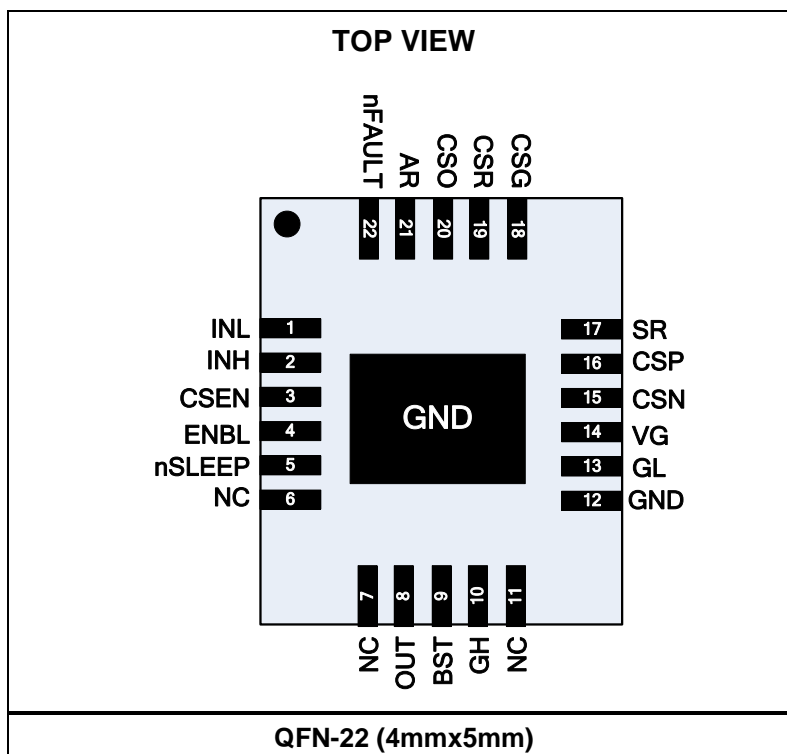 TOP VIEW
nFAULT
AR
CSO
CSR
CSG
22
21
20
19
18
INL 1
INH 2
CSEN 3
ENBL 4
nSLEEP 5
NC 6
GND
17 SR
16 CSP
15 CSN
14 VG
13 GL
12 GND
7
8
9
10
11
NC
OUT
BST
GH
NC
QFN-22 (4mmx5mm)